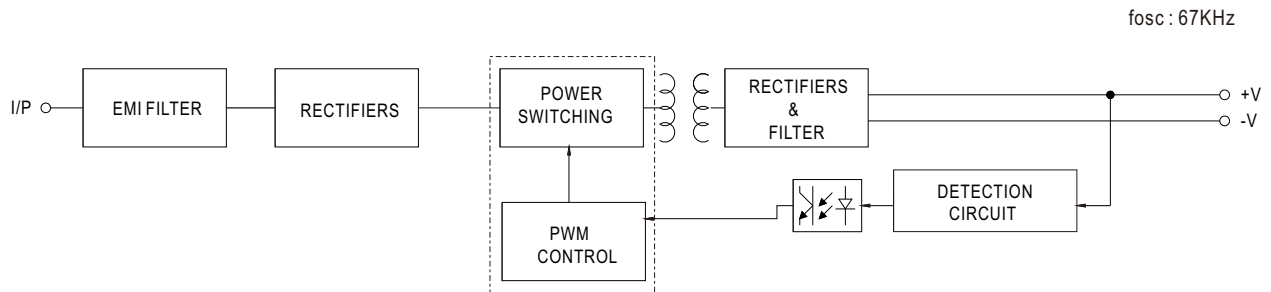 fosc : 67KHz
I/P
EMI FILTER
RECTIFIERS
POWER
SWITCHING
RECTIFIERS
&
FILTER
+V
-V
DETECTION
CIRCUIT
PWM
CONTROL